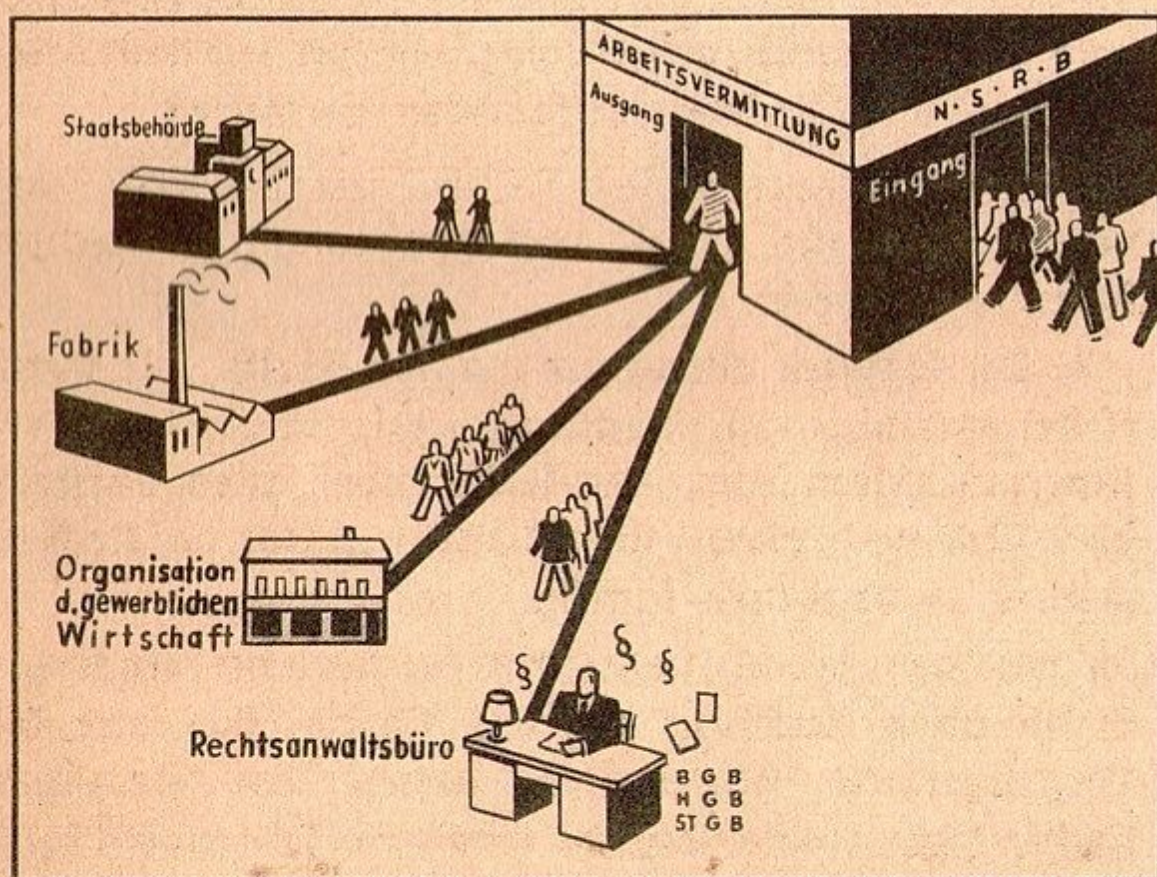 ARBEITSVERMITTLUNG
Ausgang
N·S·R·B
Eingang
Staatsbehörde
Fabrik
Organisation
d.gewerblichen
Wirtschaft
§ § §
Rechtsanwaltsbüro
B G B
H G B
ST G B